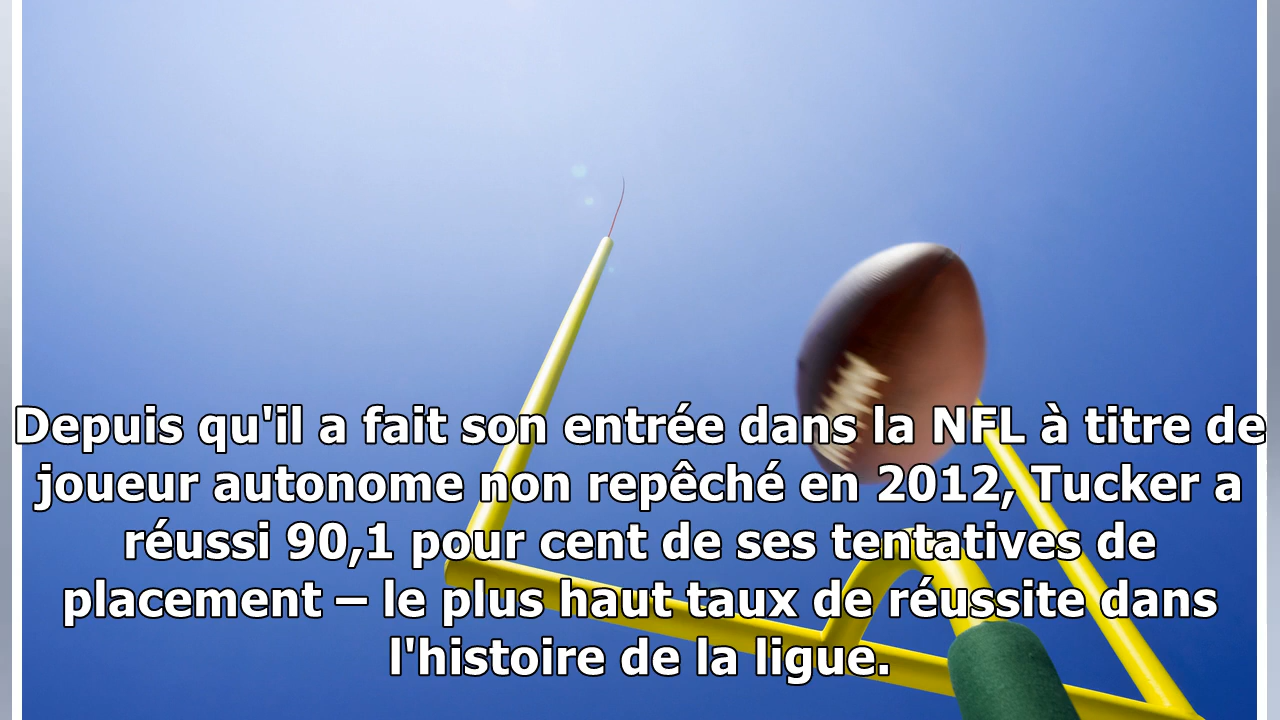 Depuis qu'il a fait son entrée dans la NFL à titre de
joueur autonome non repêché en 2012, Tucker a
réussi 90,1 pour cent de ses tentatives de
placement – le plus haut taux de réussite dans
l'histoire de la ligue.